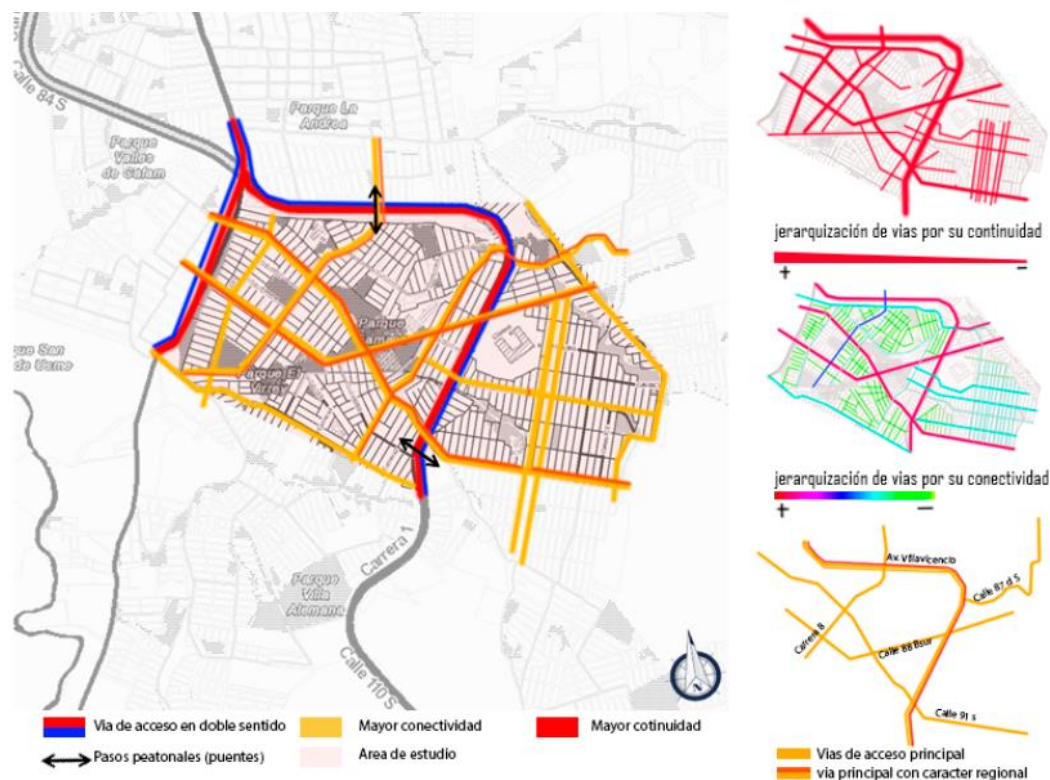 Calle 84 S
Parque La
Andrea
Parque
Valles
de Cafam
Parque
Parque El
Virrey
Carrera 1
Parque
Villa
Alemana
Calle 110 S
N
Via de acceso en doble sentido
Mayor conectividad
Mayor cotinuidad
Pasos peatonales (puentes)
Area de estudio
jerarquización de vias por su continuidad
+ −
jerarquización de vias por su conectividad
+ −
Av. Villavicencio
Calle 87 d S
Carrera 8
Calle 88 Bsur
Calle 91 s
Vias de acceso principal
via principal con caracter regional